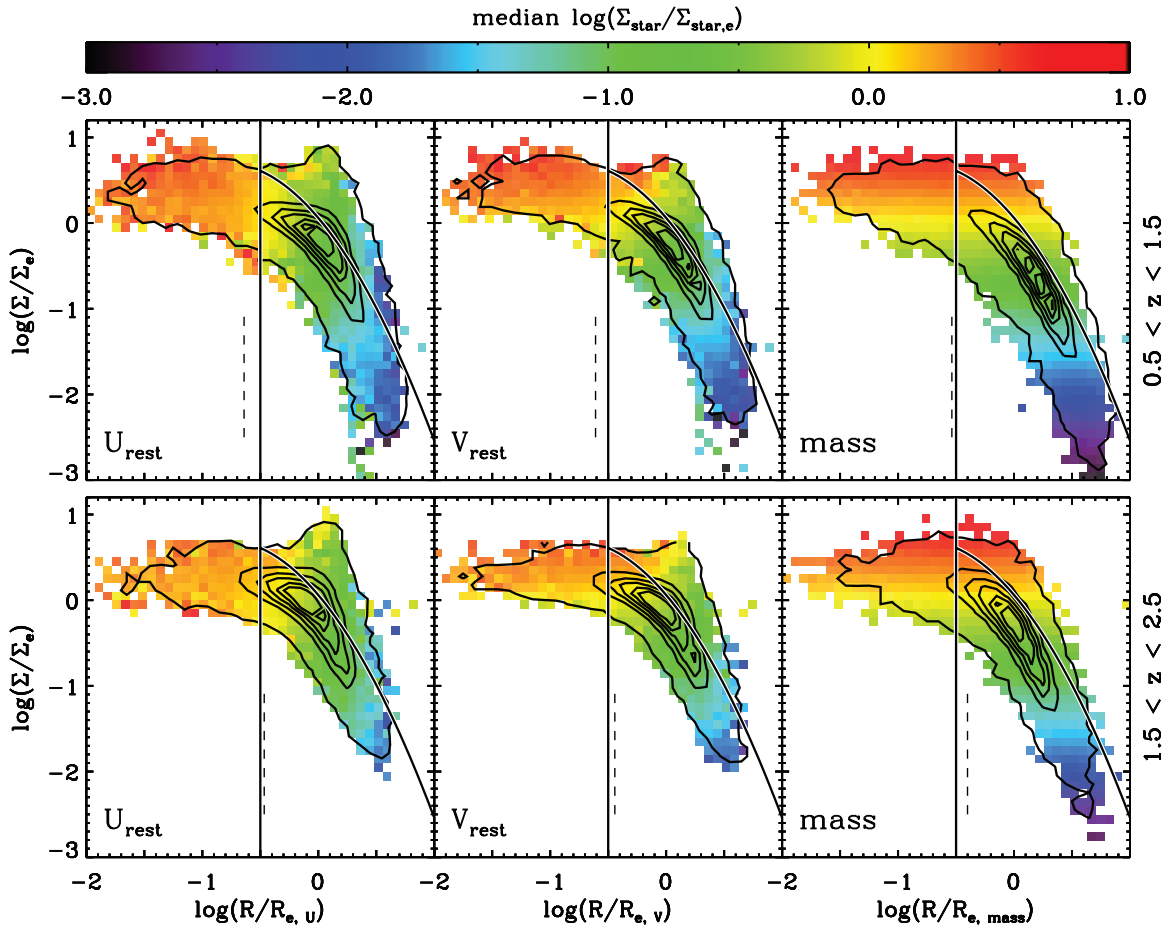 median log(Σstar/Σstar,e)
-3.0 -2.0 -1.0 0.0 1.0
1
0
-1
-2
-3
log(Σ/Σe)
Urest
Vrest
mass
0.5 < z < 1.5
1
0
-1
-2
-3
log(Σ/Σe)
Urest
Vrest
mass
1.5 < z < 2.5
-2 -1 0 -2 -1 0 -2 -1 0
log(R/Re, U)
log(R/Re, V)
log(R/Re, mass)